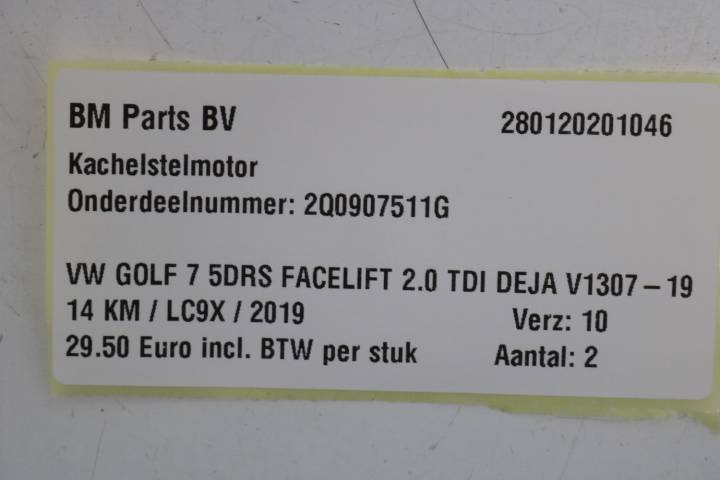 BM Parts BV 280120201046
Kachelstelmotor
Onderdeelnummer: 2Q0907511G
VW GOLF 7 5DRS FACELIFT 2.0 TDI DEJA V1307-19
14 KM / LC9X / 2019 Verz: 10
29.50 Euro incl. BTW per stuk Aantal: 2